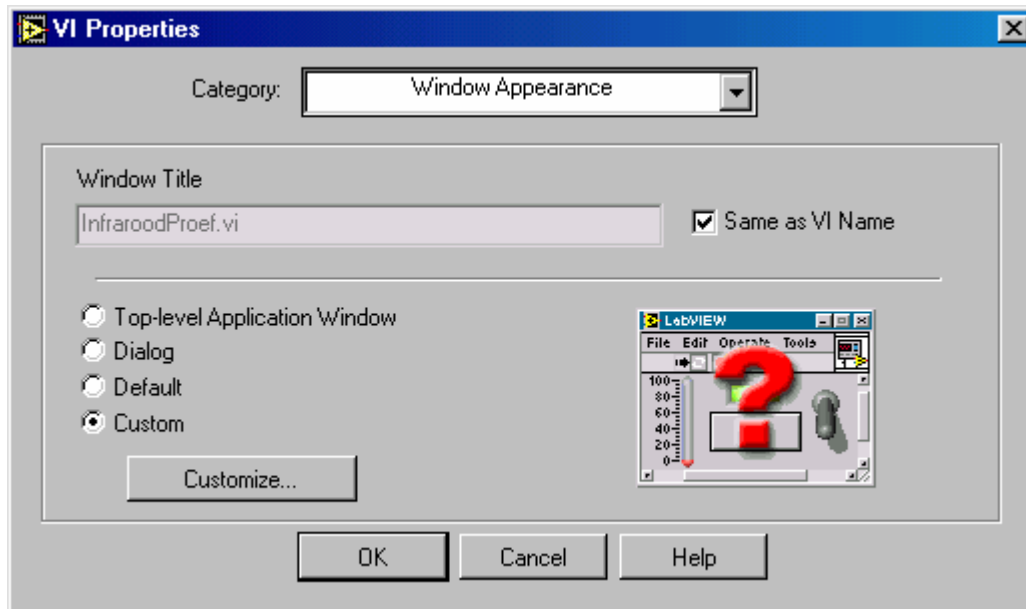 VI Properties
Category: Window Appearance
Window Title
InfraroodProef.vi
Same as VI Name
Top-level Application Window
Dialog
Default
Custom
Customize...
LabVIEW
File Edit Operate Tools
100
80
60
40
20
0
?
OK Cancel Help